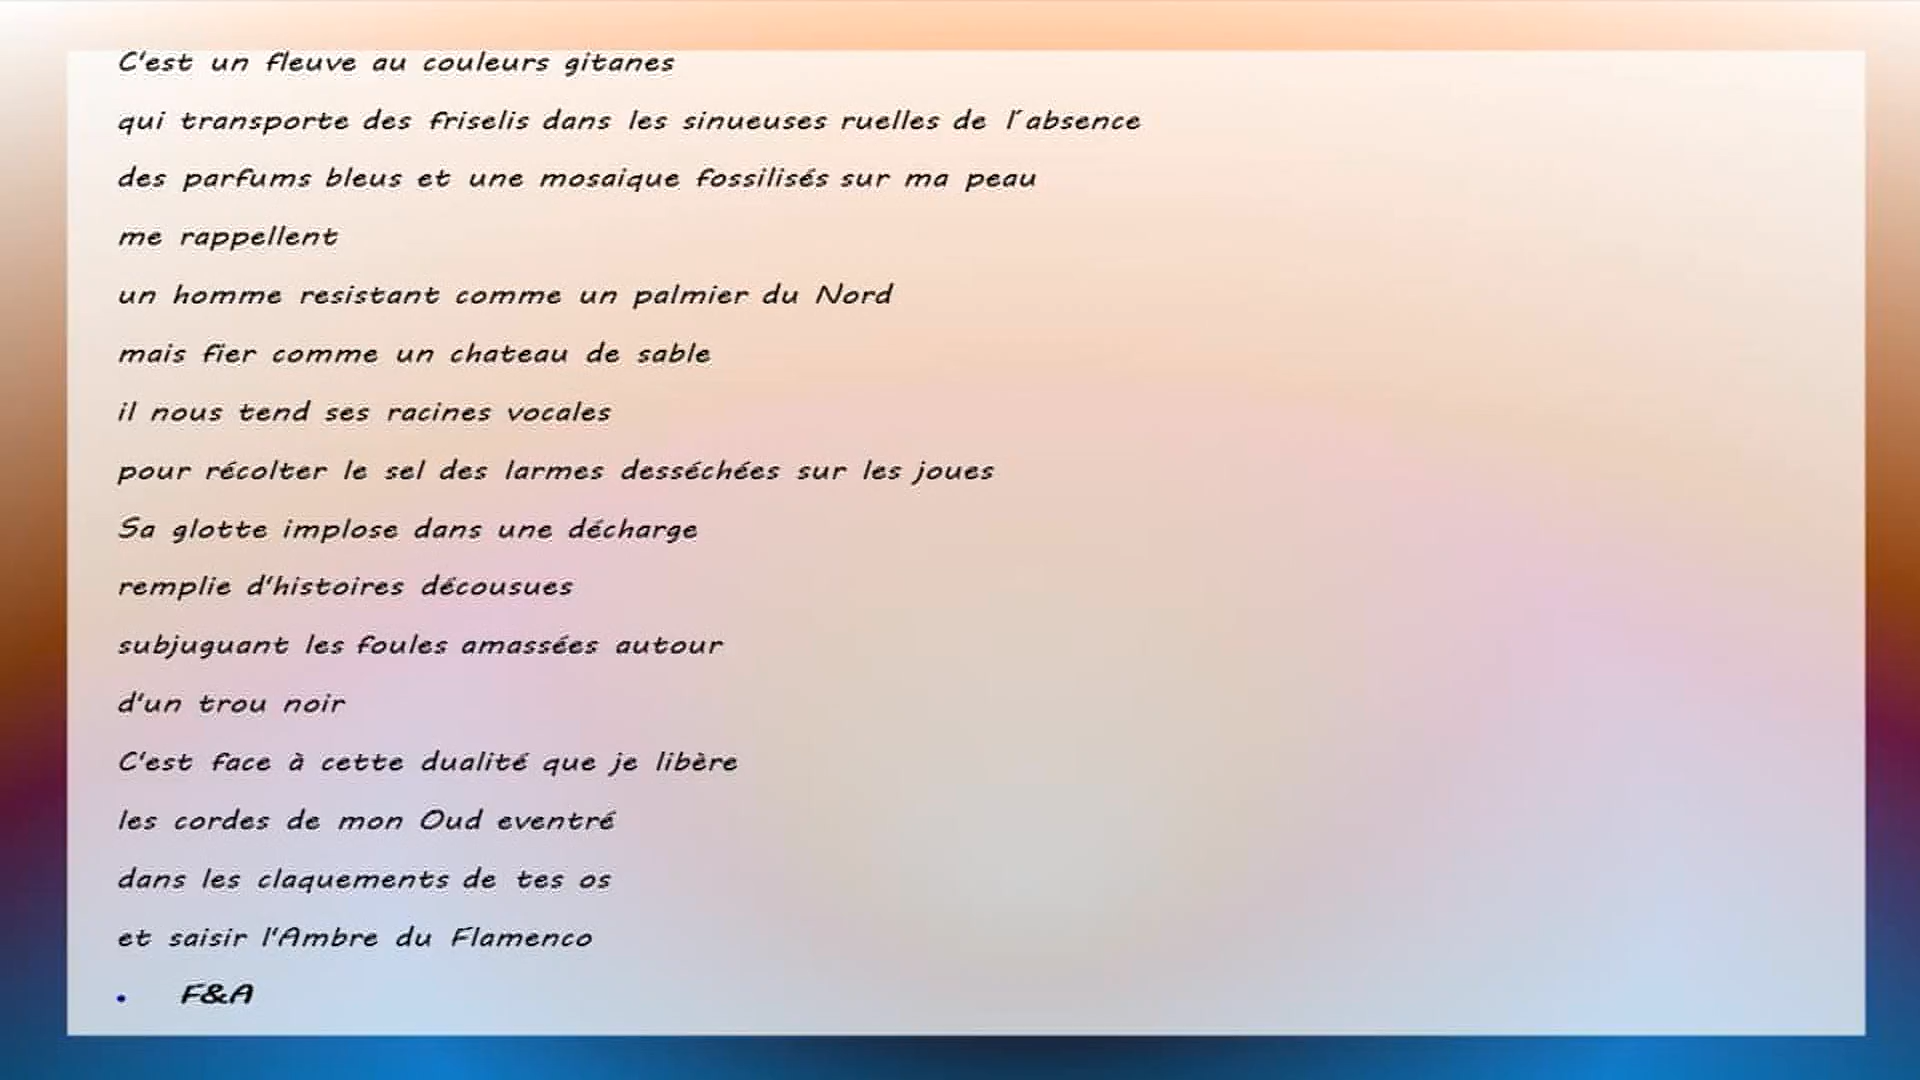 C'est un fleuve au couleurs gitanes
qui transporte des friselis dans les sinueuses ruelles de l´absence
des parfums bleus et une mosaique fossilisés sur ma peau
me rappellent
un homme resistant comme un palmier du Nord
mais fier comme un chateau de sable
il nous tend ses racines vocales
pour récolter le sel des larmes desséchées sur les joues
Sa glotte implose dans une décharge
remplie d'histoires décousues
subjuguant les foules amassées autour
d'un trou noir
C'est face à cette dualité que je libère
les cordes de mon Oud eventré
dans les claquements de tes os
et saisir l'Ambre du Flamenco
• F&A